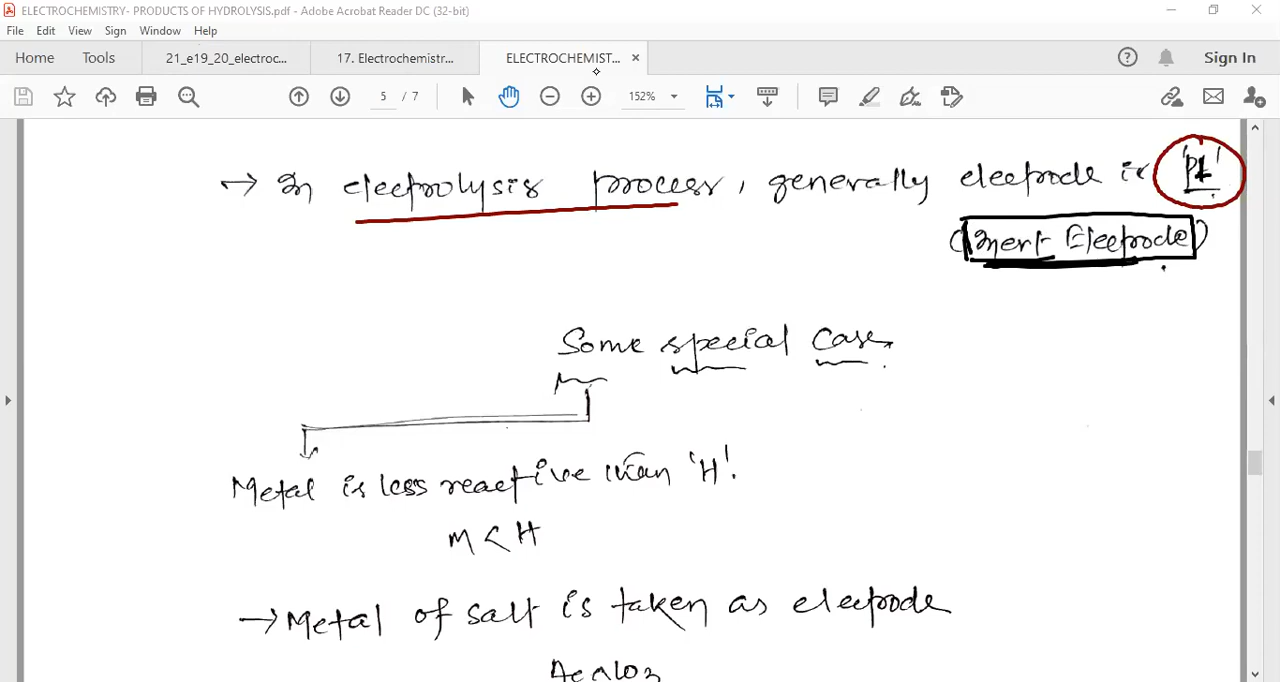 ELECTROCHEMISTRY- PRODUCTS OF HYDROLYSIS.pdf - Adobe Acrobat Reader DC (32-bit)
File Edit View Sign Window Help
Home Tools 21_e19_20_electroc... 17. Electrochemistr... ELECTROCHEMIST... × Sign In
5 / 7 152%
→ In electrolysis process, generally electrode is 'Pt'
(Inert Electrode)
Some special Case
Metal is less reactive than 'H'.
M < H
→ Metal of salt is taken as electrode